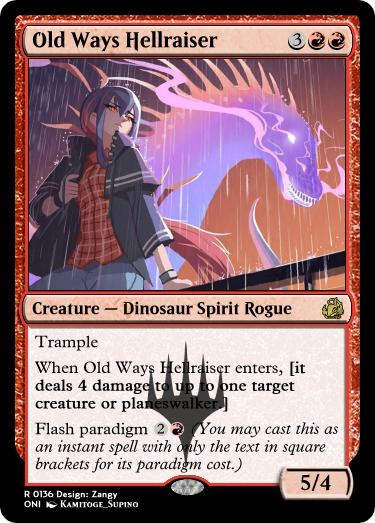 Old Ways Hellraiser 3
Creature — Dinosaur Spirit Rogue
Trample
When Old Ways Hellraiser enters, [it
deals 4 damage to up to one target
creature or planeswalker.]
Flash paradigm 2 (You may cast this as
an instant spell with only the text in square
brackets for its paradigm cost.)
5/4
R 0136 Design: Zangy
ONI Kamitoge_Supino